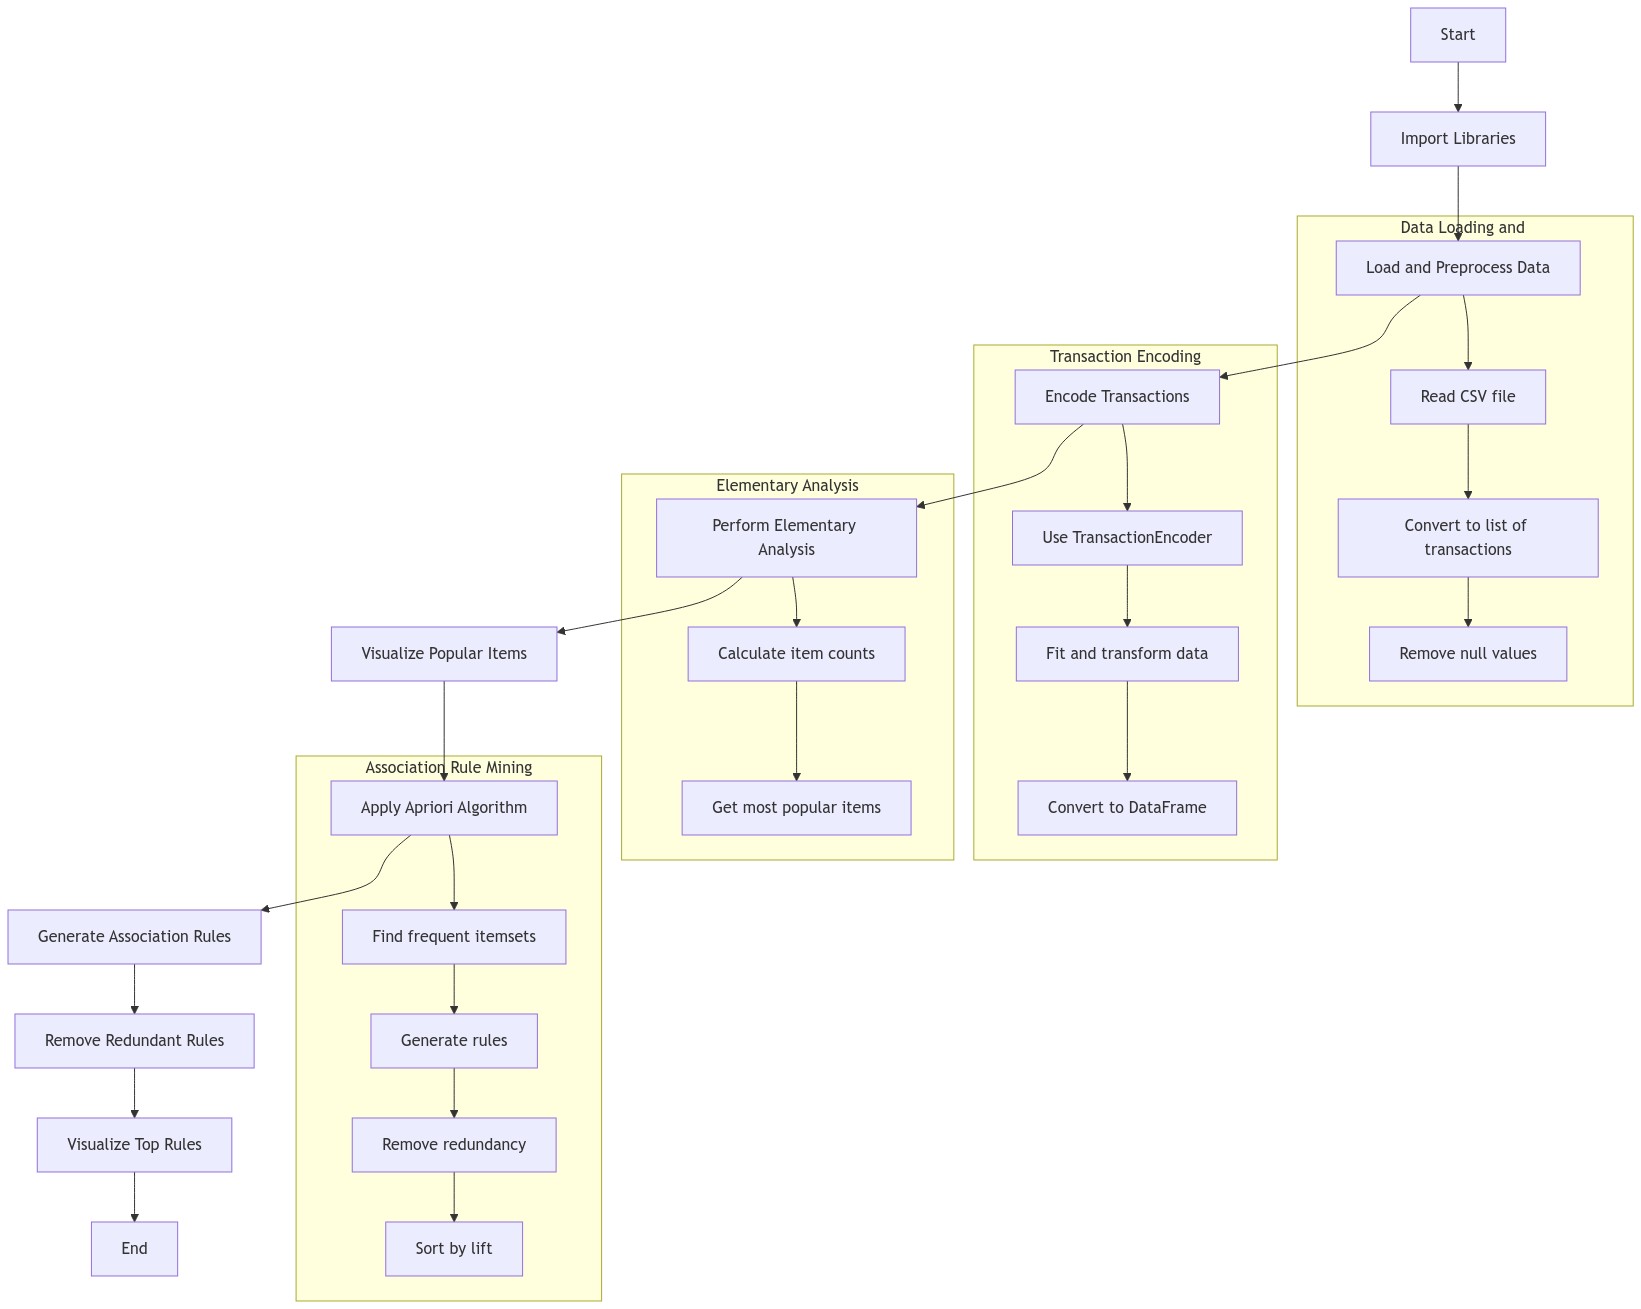 Start
Import Libraries
Data Loading and
Load and Preprocess Data
Read CSV file
Convert to list of
transactions
Remove null values
Transaction Encoding
Encode Transactions
Use TransactionEncoder
Fit and transform data
Convert to DataFrame
Elementary Analysis
Perform Elementary
Analysis
Calculate item counts
Get most popular items
Visualize Popular Items
Association Rule Mining
Apply Apriori Algorithm
Find frequent itemsets
Generate rules
Remove redundancy
Sort by lift
Generate Association Rules
Remove Redundant Rules
Visualize Top Rules
End